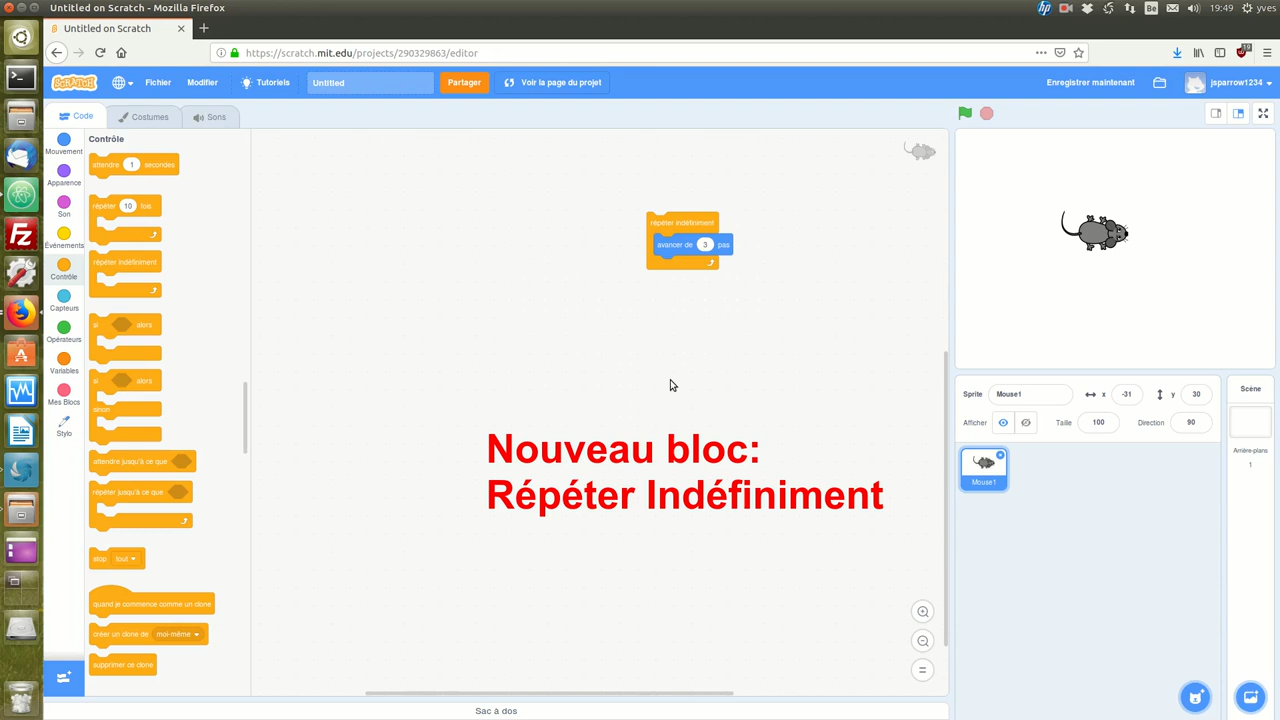 Untitled on Scratch - Mozilla Firefox
Be
19:49
yves
Untitled on Scratch
https://scratch.mit.edu/projects/290329863/editor
19
SCRATCH
Fichier
Modifier
Tutoriels
Untitled
Partager
Voir la page du projet
Enregistrer maintenant
jsparrow1234
Code
Costumes
Sons
Mouvement
Apparence
Son
Événements
Contrôle
Capteurs
Opérateurs
Variables
Mes Blocs
Stylo
Contrôle
attendre 1 secondes
répéter 10 fois
répéter indéfiniment
si alors
si alors
sinon
attendre jusqu'à ce que
répéter jusqu'à ce que
stop tout
quand je commence comme un clone
créer un clone de moi-même
supprimer ce clone
répéter indéfiniment
avancer de 3 pas
Nouveau bloc:
Répéter Indéfiniment
Sac à dos
Sprite Mouse1 x -31 y 30
Afficher Taille 100 Direction 90
Mouse1
Scène
Arrière-plans
1